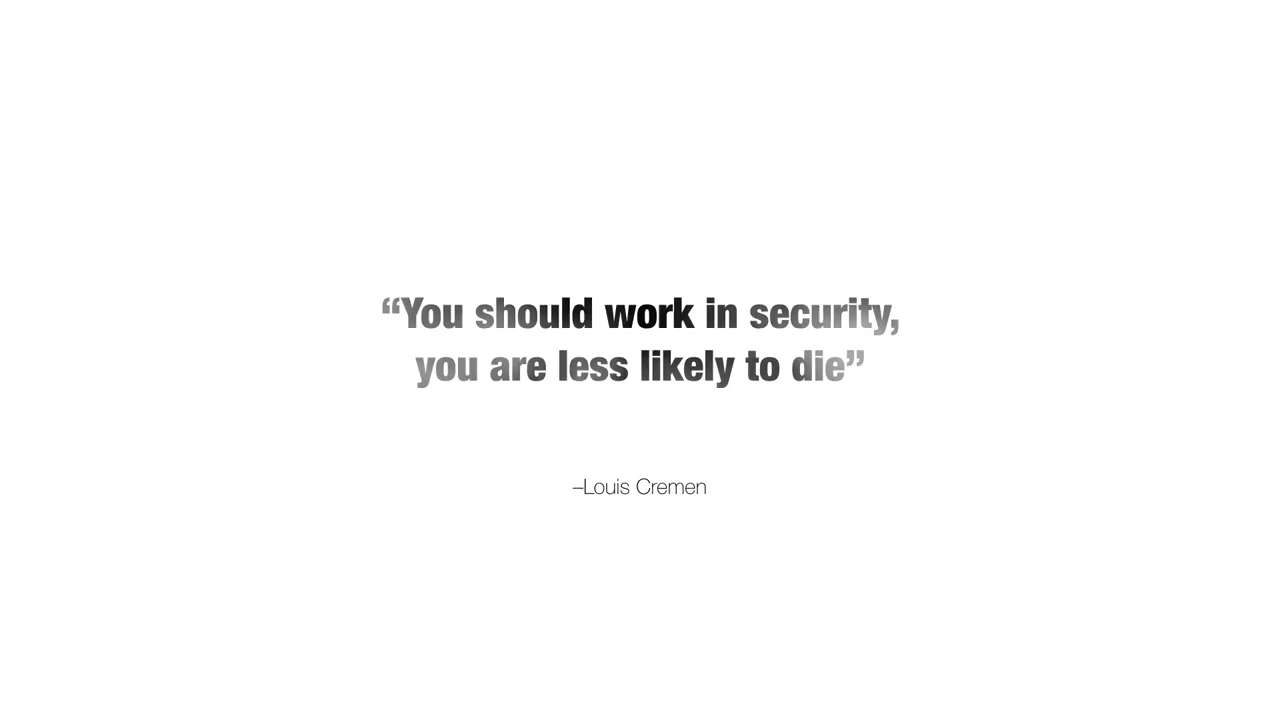 “You should work in security,
you are less likely to die”
–Louis Cremen